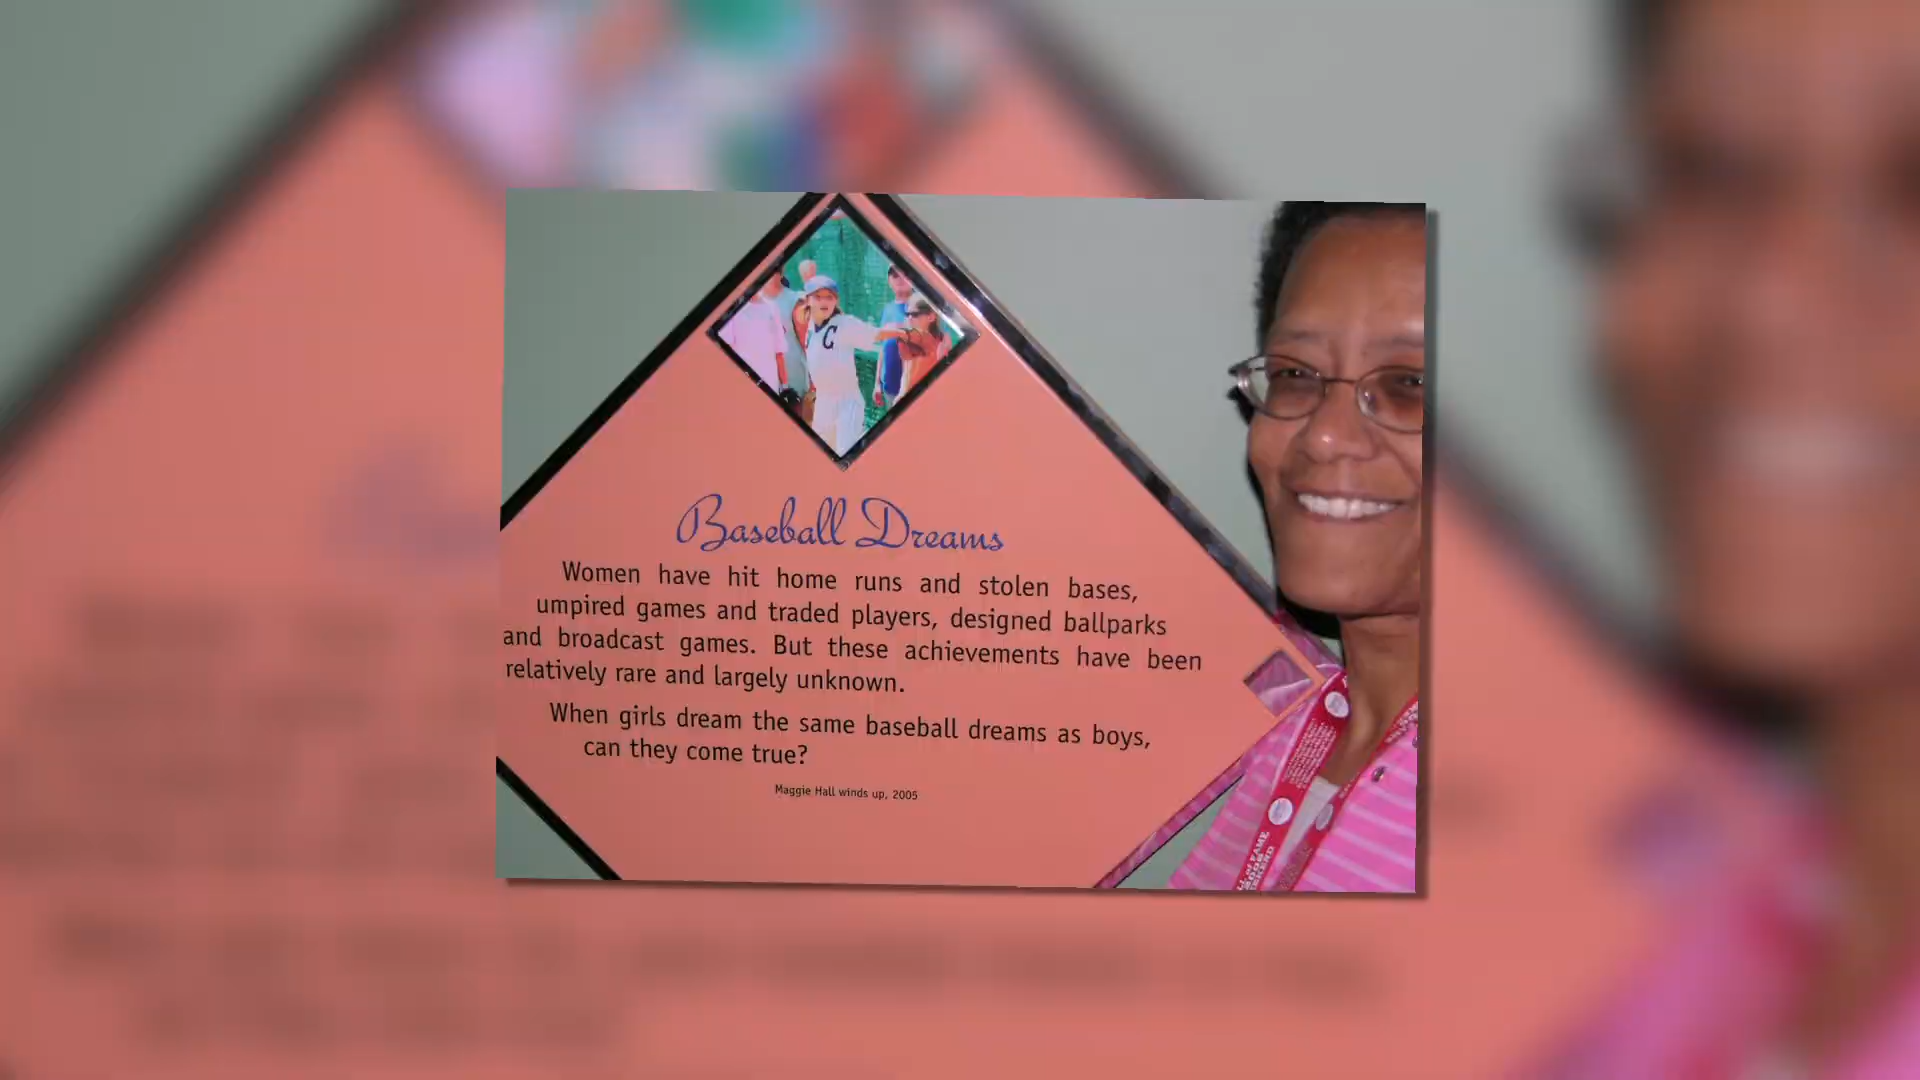 C
Baseball Dreams
Women have hit home runs and stolen bases,
umpired games and traded players, designed ballparks
and broadcast games. But these achievements have been
relatively rare and largely unknown.
When girls dream the same baseball dreams as boys,
can they come true?
Maggie Hall winds up, 2005
OF FAME